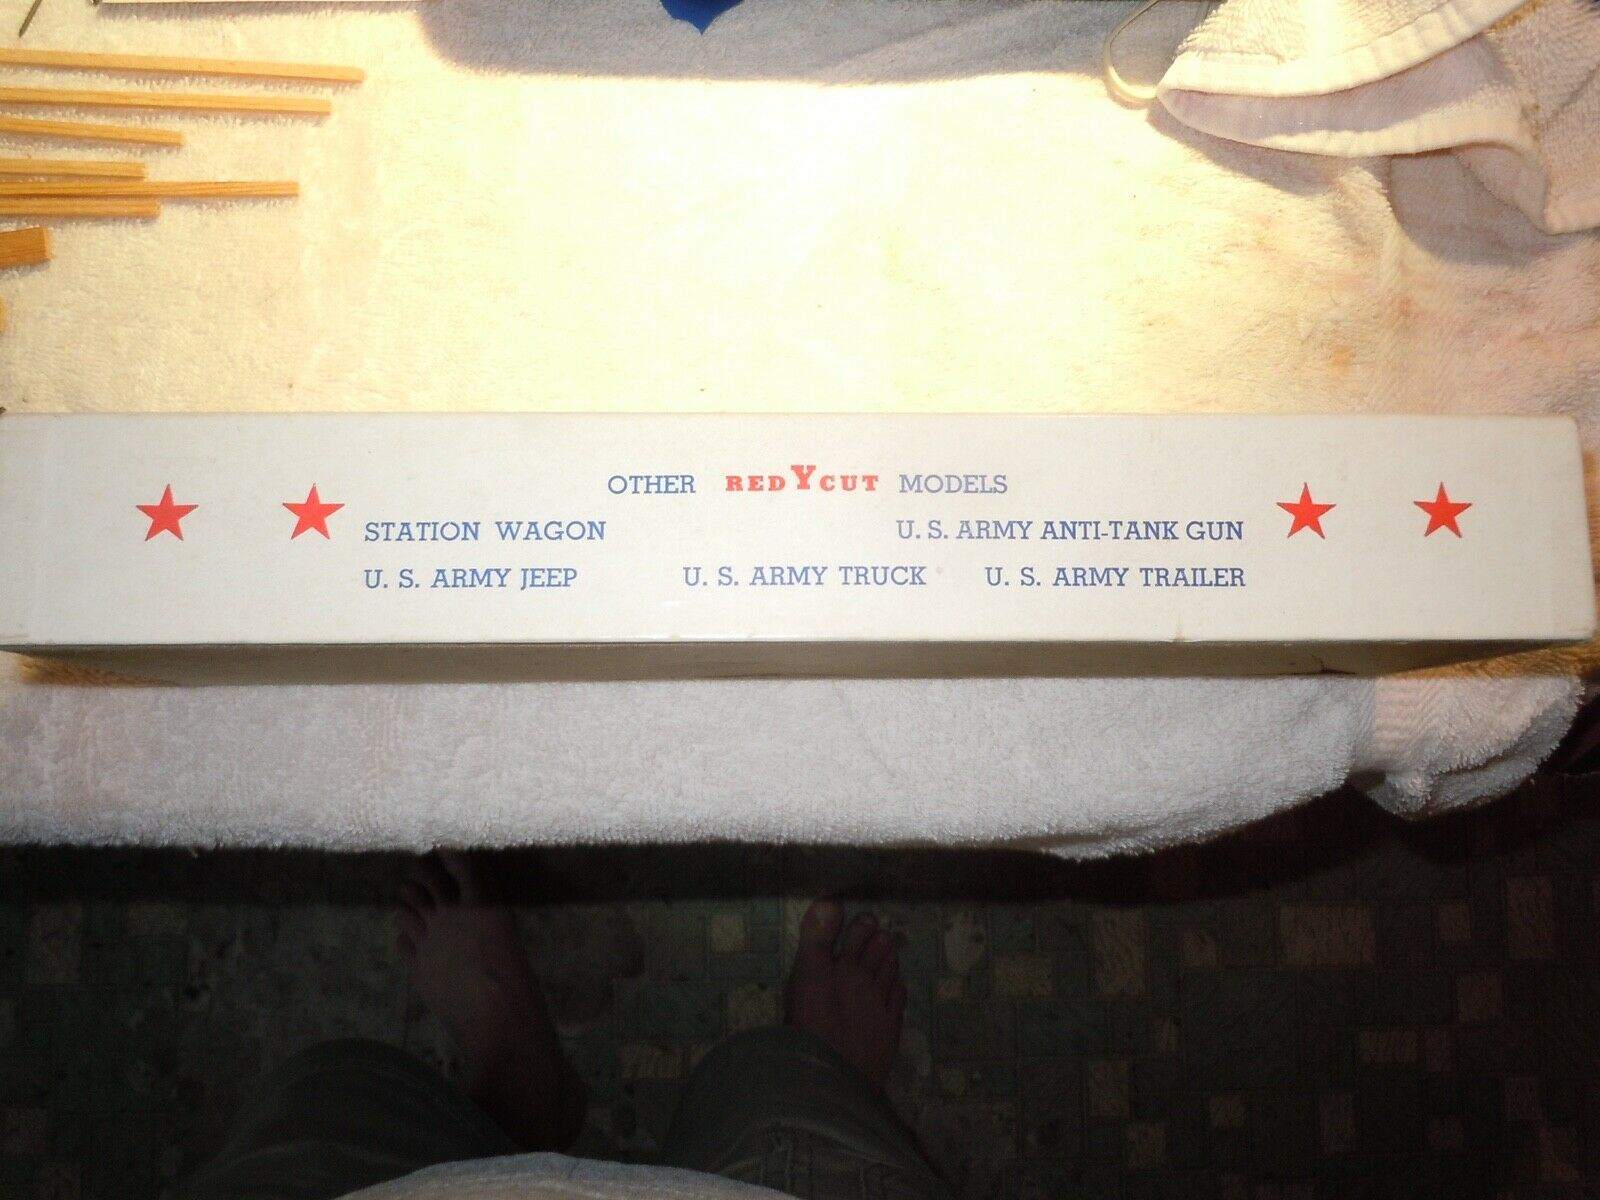 OTHER REDYCUT MODELS
STATION WAGON U. S. ARMY ANTI-TANK GUN
U. S. ARMY JEEP U. S. ARMY TRUCK U. S. ARMY TRAILER